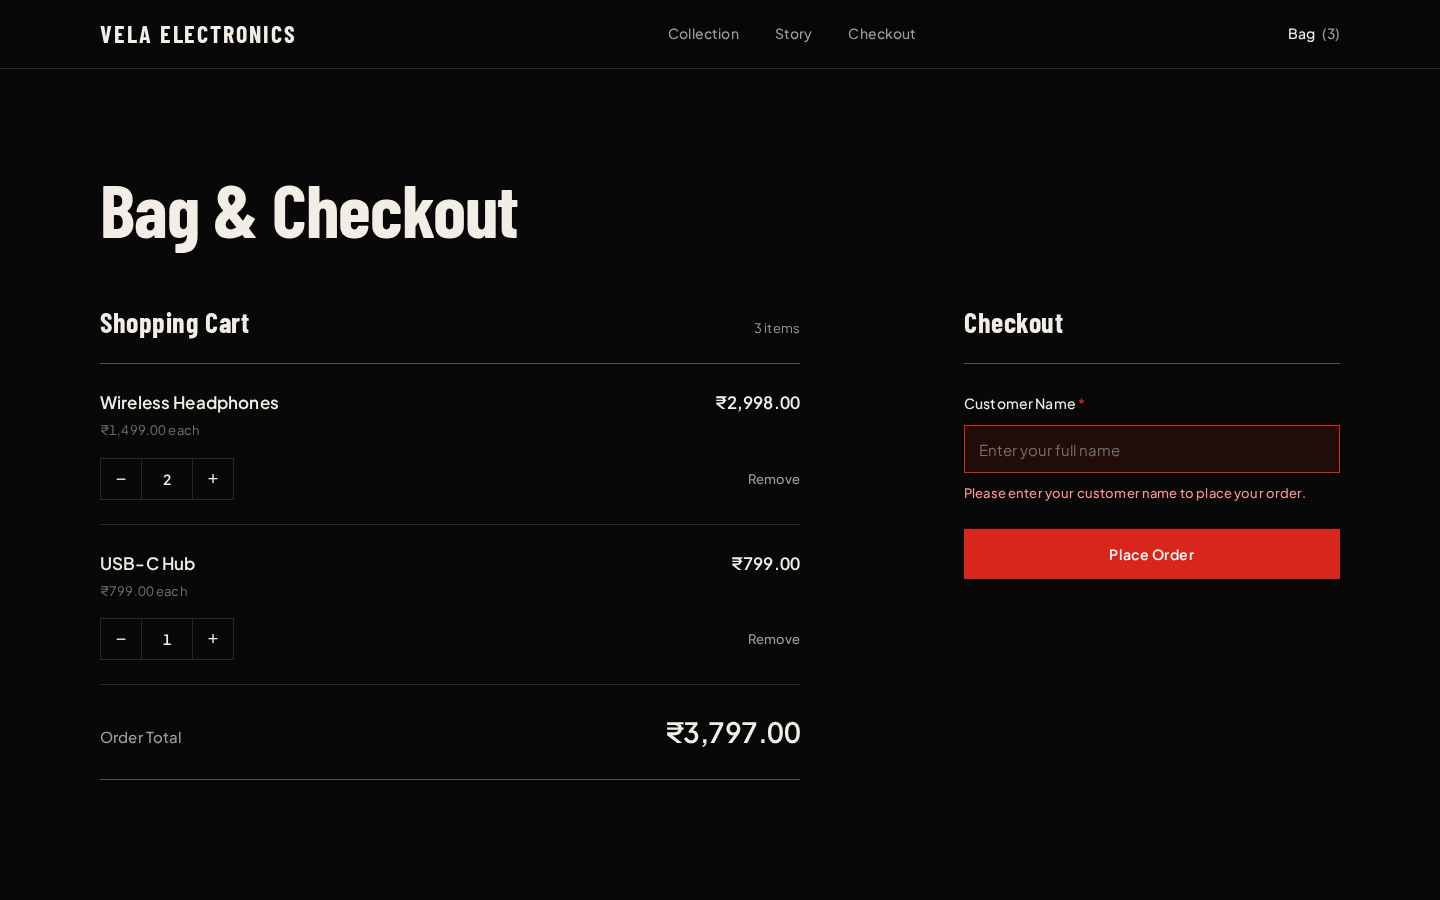 VELA ELECTRONICS
Collection Story Checkout
Bag (3)
Bag & Checkout
Shopping Cart
3 items
Wireless Headphones
₹2,998.00
₹1,499.00 each
− 2 +
Remove
USB-C Hub
₹799.00
₹799.00 each
− 1 +
Remove
Order Total
₹3,797.00
Checkout
Customer Name *
Enter your full name
Please enter your customer name to place your order.
Place Order